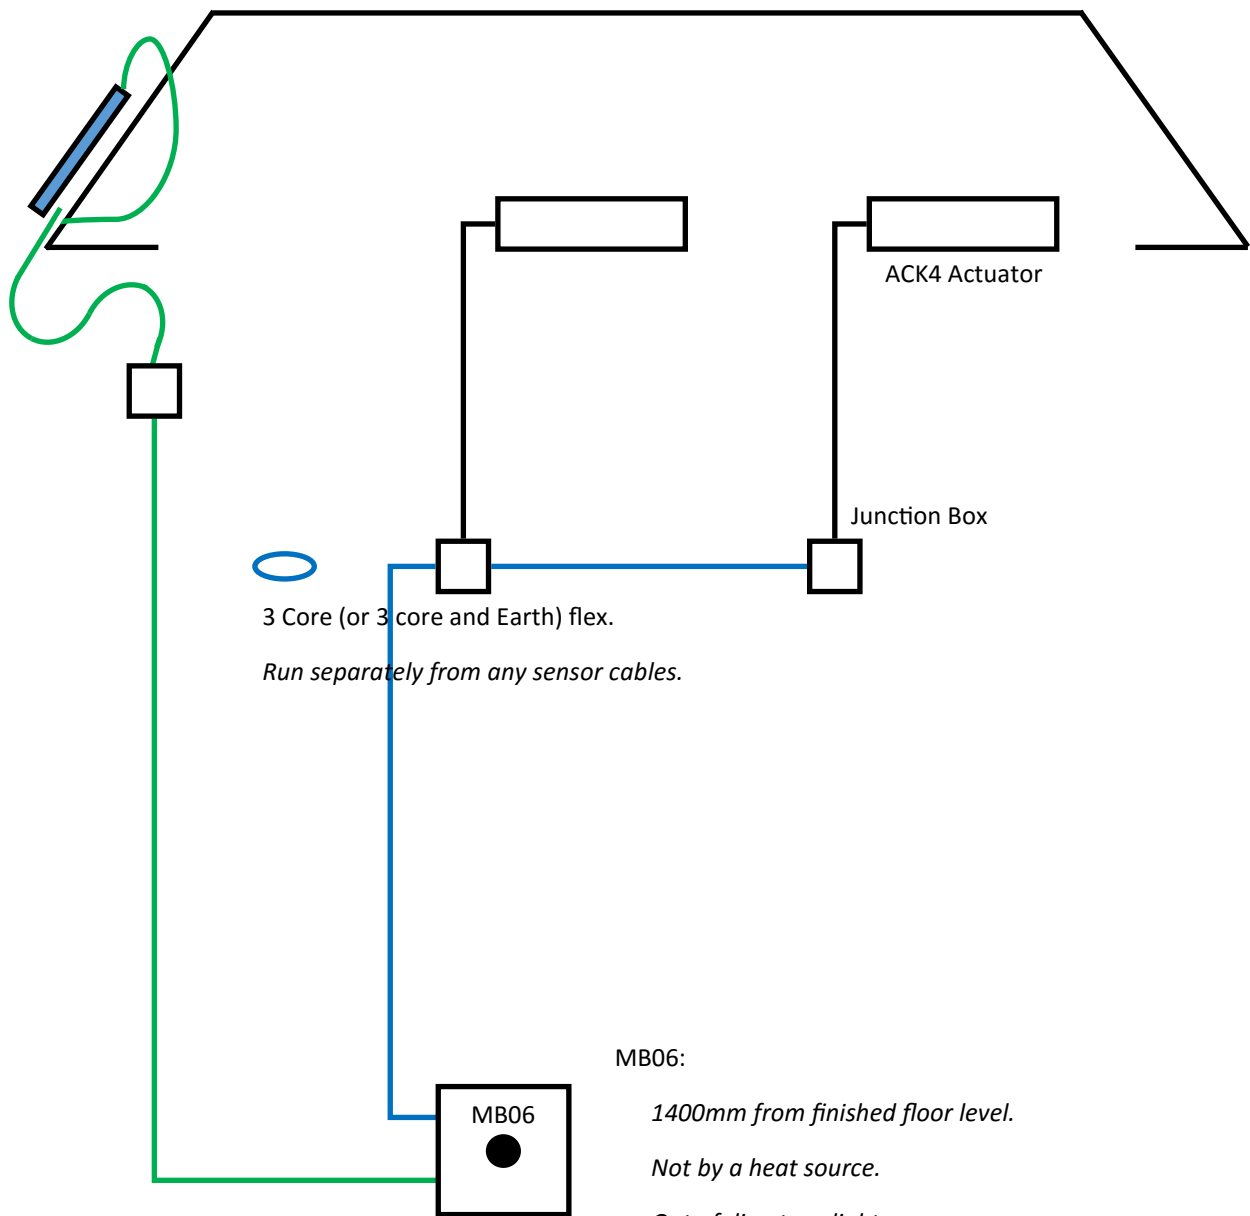 ACK4 Actuator
Junction Box
3 Core (or 3 core and Earth) flex.
Run separately from any sensor cables.
MB06:
MB06
1400mm from finished floor level.
Not by a heat source.